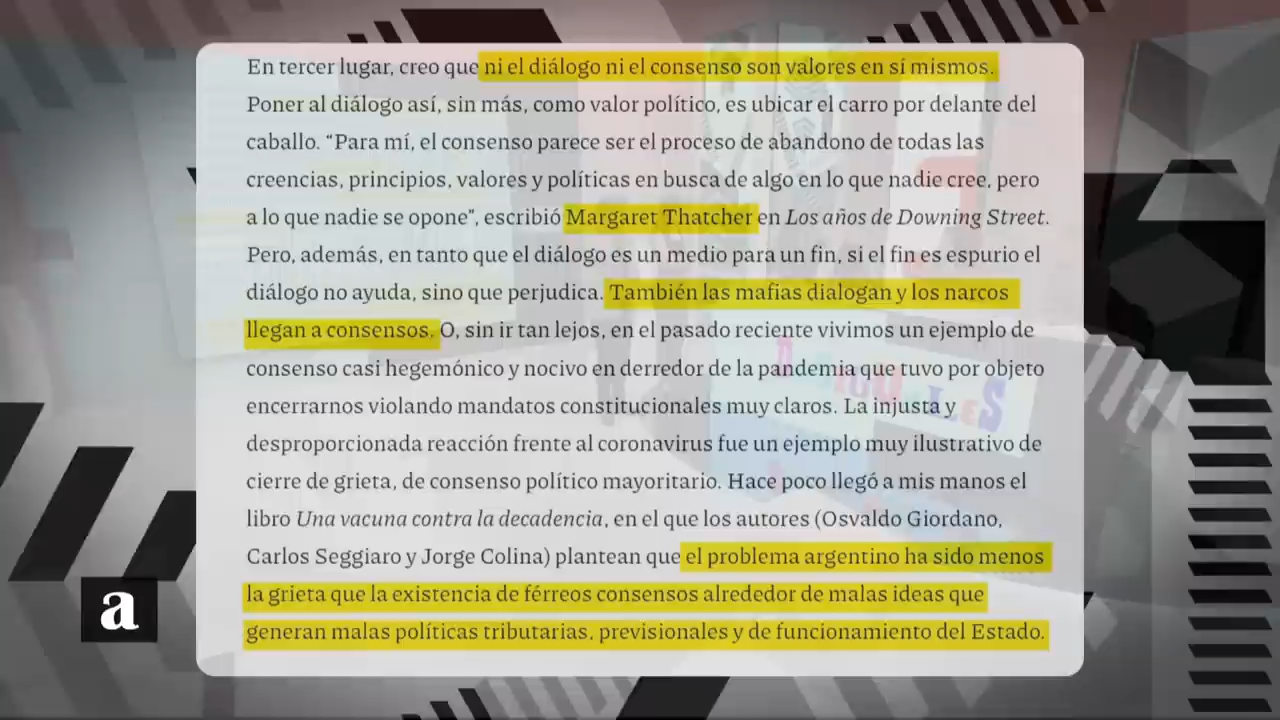 En tercer lugar, creo que ni el diálogo ni el consenso son valores en sí mismos.
Poner al diálogo así, sin más, como valor político, es ubicar el carro por delante del
caballo. “Para mí, el consenso parece ser el proceso de abandono de todas las
creencias, principios, valores y políticas en busca de algo en lo que nadie cree, pero
a lo que nadie se opone”, escribió Margaret Thatcher en Los años de Downing Street.
Pero, además, en tanto que el diálogo es un medio para un fin, si el fin es espurio el
diálogo no ayuda, sino que perjudica. También las mafias dialogan y los narcos
llegan a consensos. O, sin ir tan lejos, en el pasado reciente vivimos un ejemplo de
consenso casi hegemónico y nocivo en derredor de la pandemia que tuvo por objeto
encerrarnos violando mandatos constitucionales muy claros. La injusta y
desproporcionada reacción frente al coronavirus fue un ejemplo muy ilustrativo de
cierre de grieta, de consenso político mayoritario. Hace poco llegó a mis manos el
libro Una vacuna contra la decadencia, en el que los autores (Osvaldo Giordano,
Carlos Seggiaro y Jorge Colina) plantean que el problema argentino ha sido menos
la grieta que la existencia de férreos consensos alrededor de malas ideas que
generan malas políticas tributarias, previsionales y de funcionamiento del Estado.
a